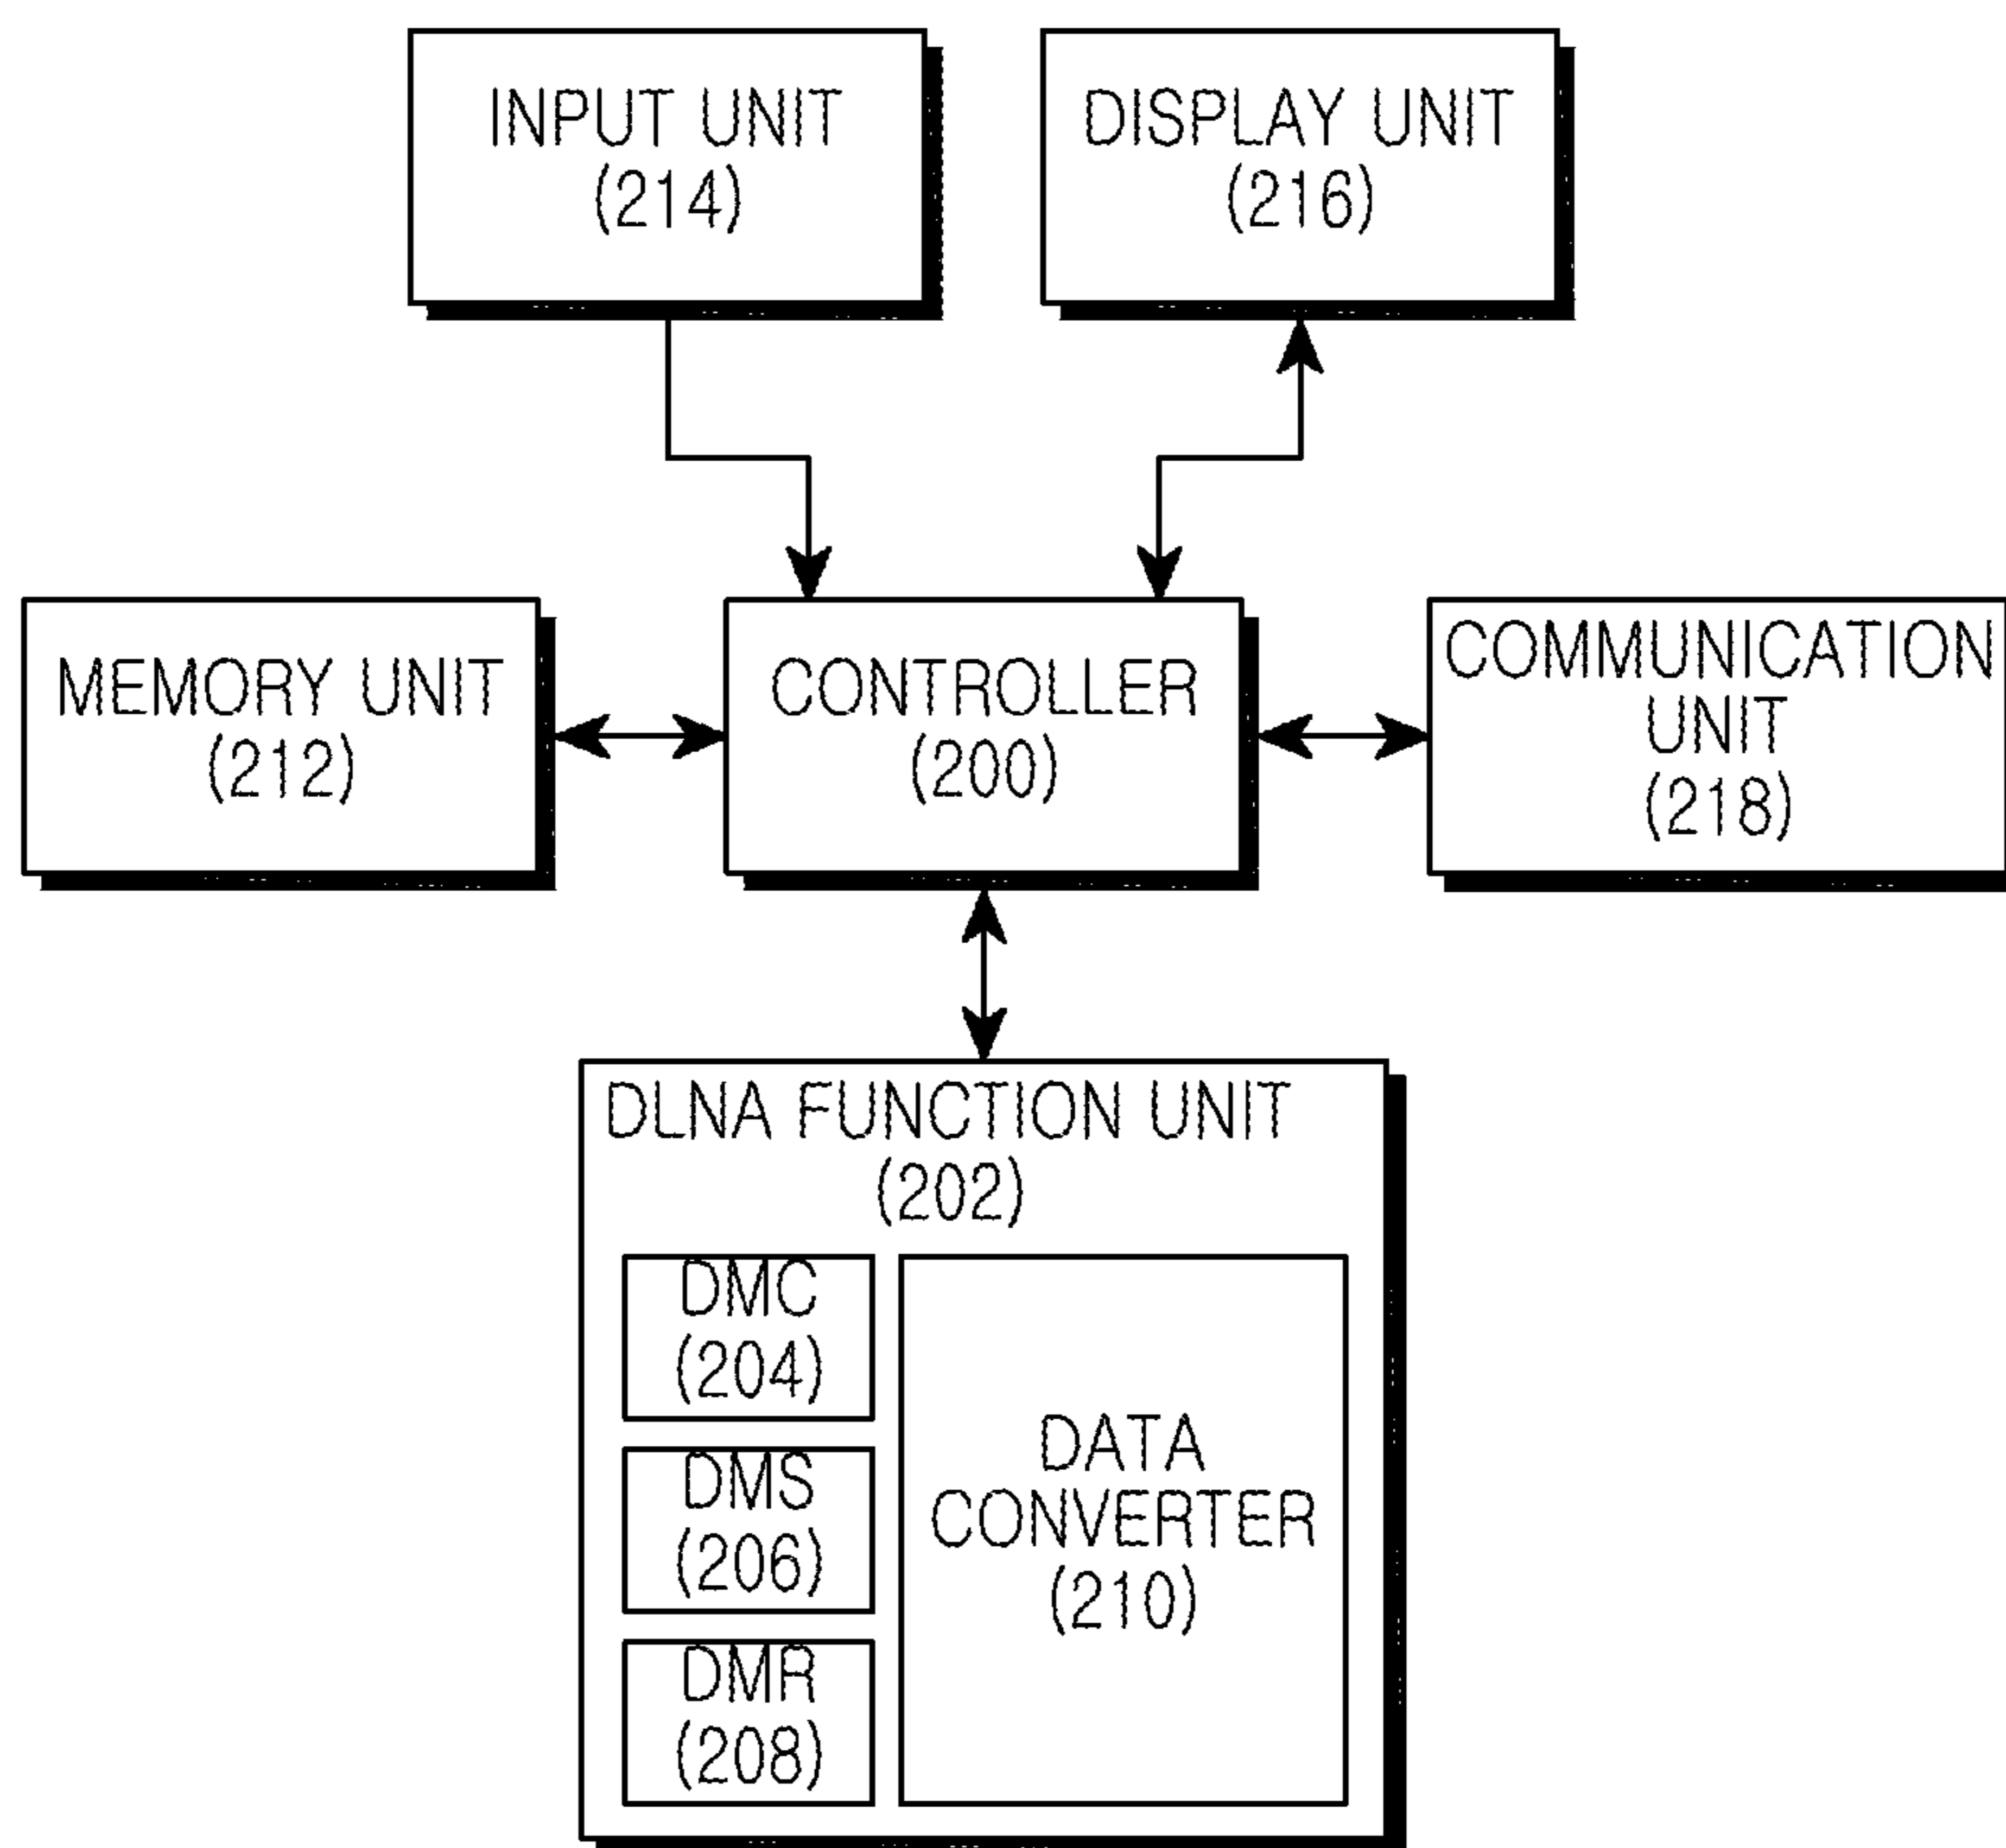 INPUT UNIT
(214)
DISPLAY UNIT
(216)
MEMORY UNIT
(212)
CONTROLLER
(200)
COMMUNICATION
UNIT
(218)
DLNA FUNCTION UNIT
(202)
DMC
(204)
DMS
(206)
DMR
(208)
DATA
CONVERTER
(210)